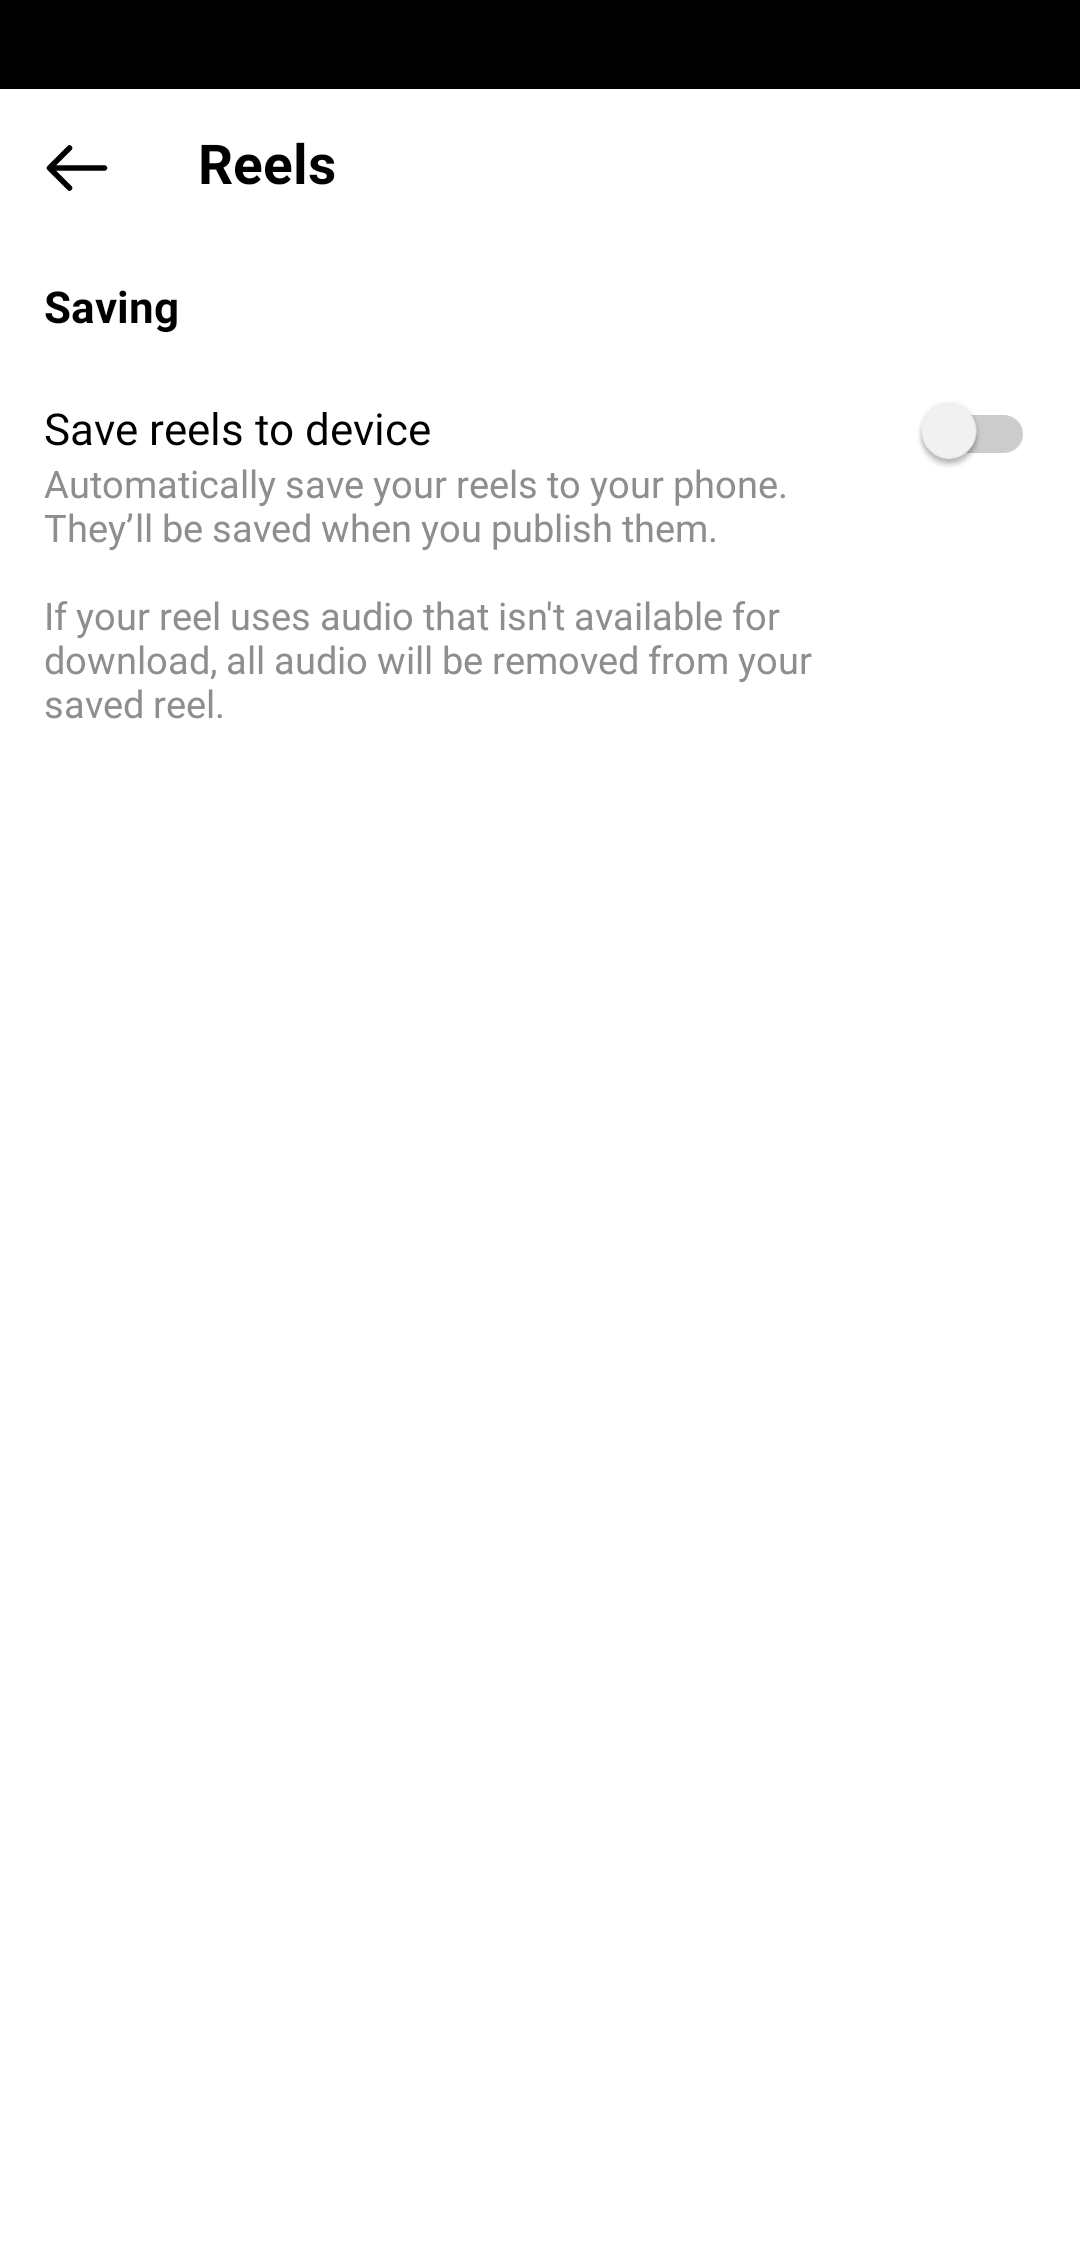 Reels
Saving
Save reels to device
Automatically save your reels to your phone.
They’ll be saved when you publish them.
If your reel uses audio that isn't available for
download, all audio will be removed from your
saved reel.